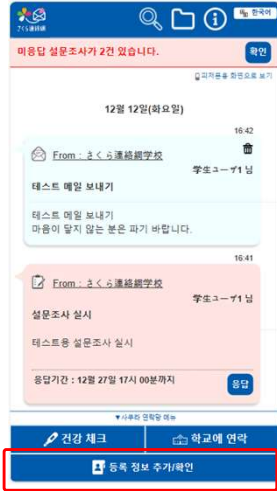 さくら連絡網
한국어
미응답 설문조사가 2건 있습니다.
확인
피처폰용 화면으로 보기
12월 12일(화요일)
16:42
From : さくら連絡網学校
学生ユーザ1 님
테스트 메일 보내기
테스트 메일 보내기
마음이 닿지 않는 분은 파기 바랍니다.
16:41
From : さくら連絡網学校
学生ユーザ1 님
설문조사 실시
테스트용 설문조사 실시
응답기간 : 12월 27일 17시 00분까지
응답
▼사쿠라 연락망 메뉴
건강 체크
학교에 연락
등록 정보 추가/확인